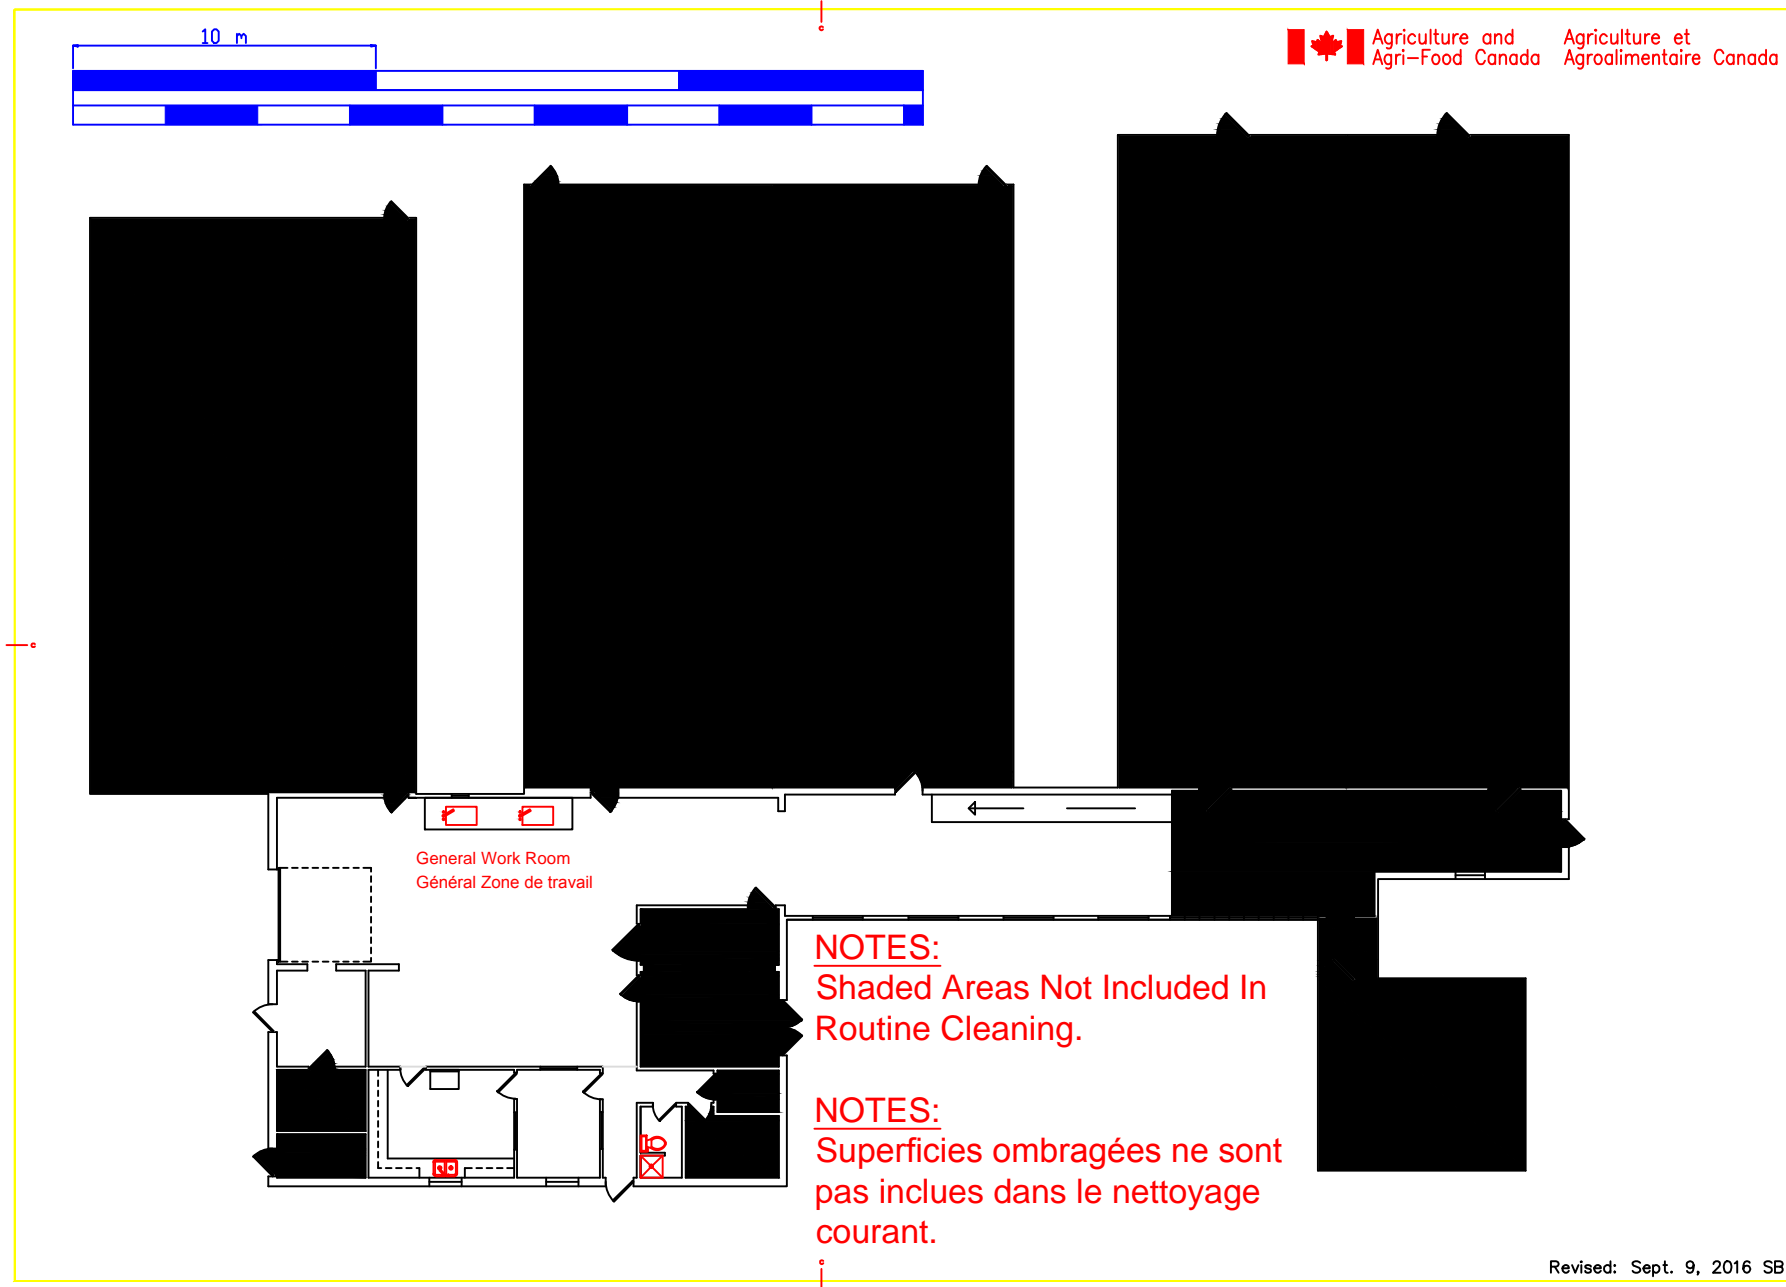 10 m
Agriculture and
Agri-Food Canada
Agriculture et
Agroalimentaire Canada
c
c
General Work Room
Général Zone de travail
NOTES:
Shaded Areas Not Included In
Routine Cleaning.
NOTES:
Superficies ombragées ne sont
pas inclues dans le nettoyage
courant.
c
Revised: Sept. 9, 2016 SB